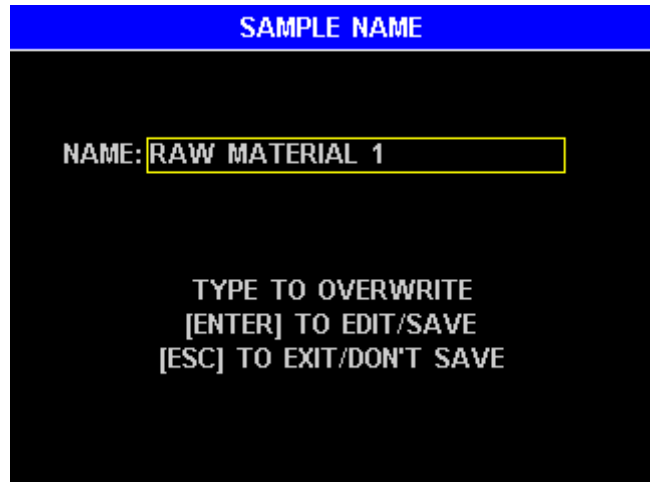 SAMPLE NAME
NAME: RAW MATERIAL 1
TYPE TO OVERWRITE
[ENTER] TO EDIT/SAVE
[ESC] TO EXIT/DON'T SAVE